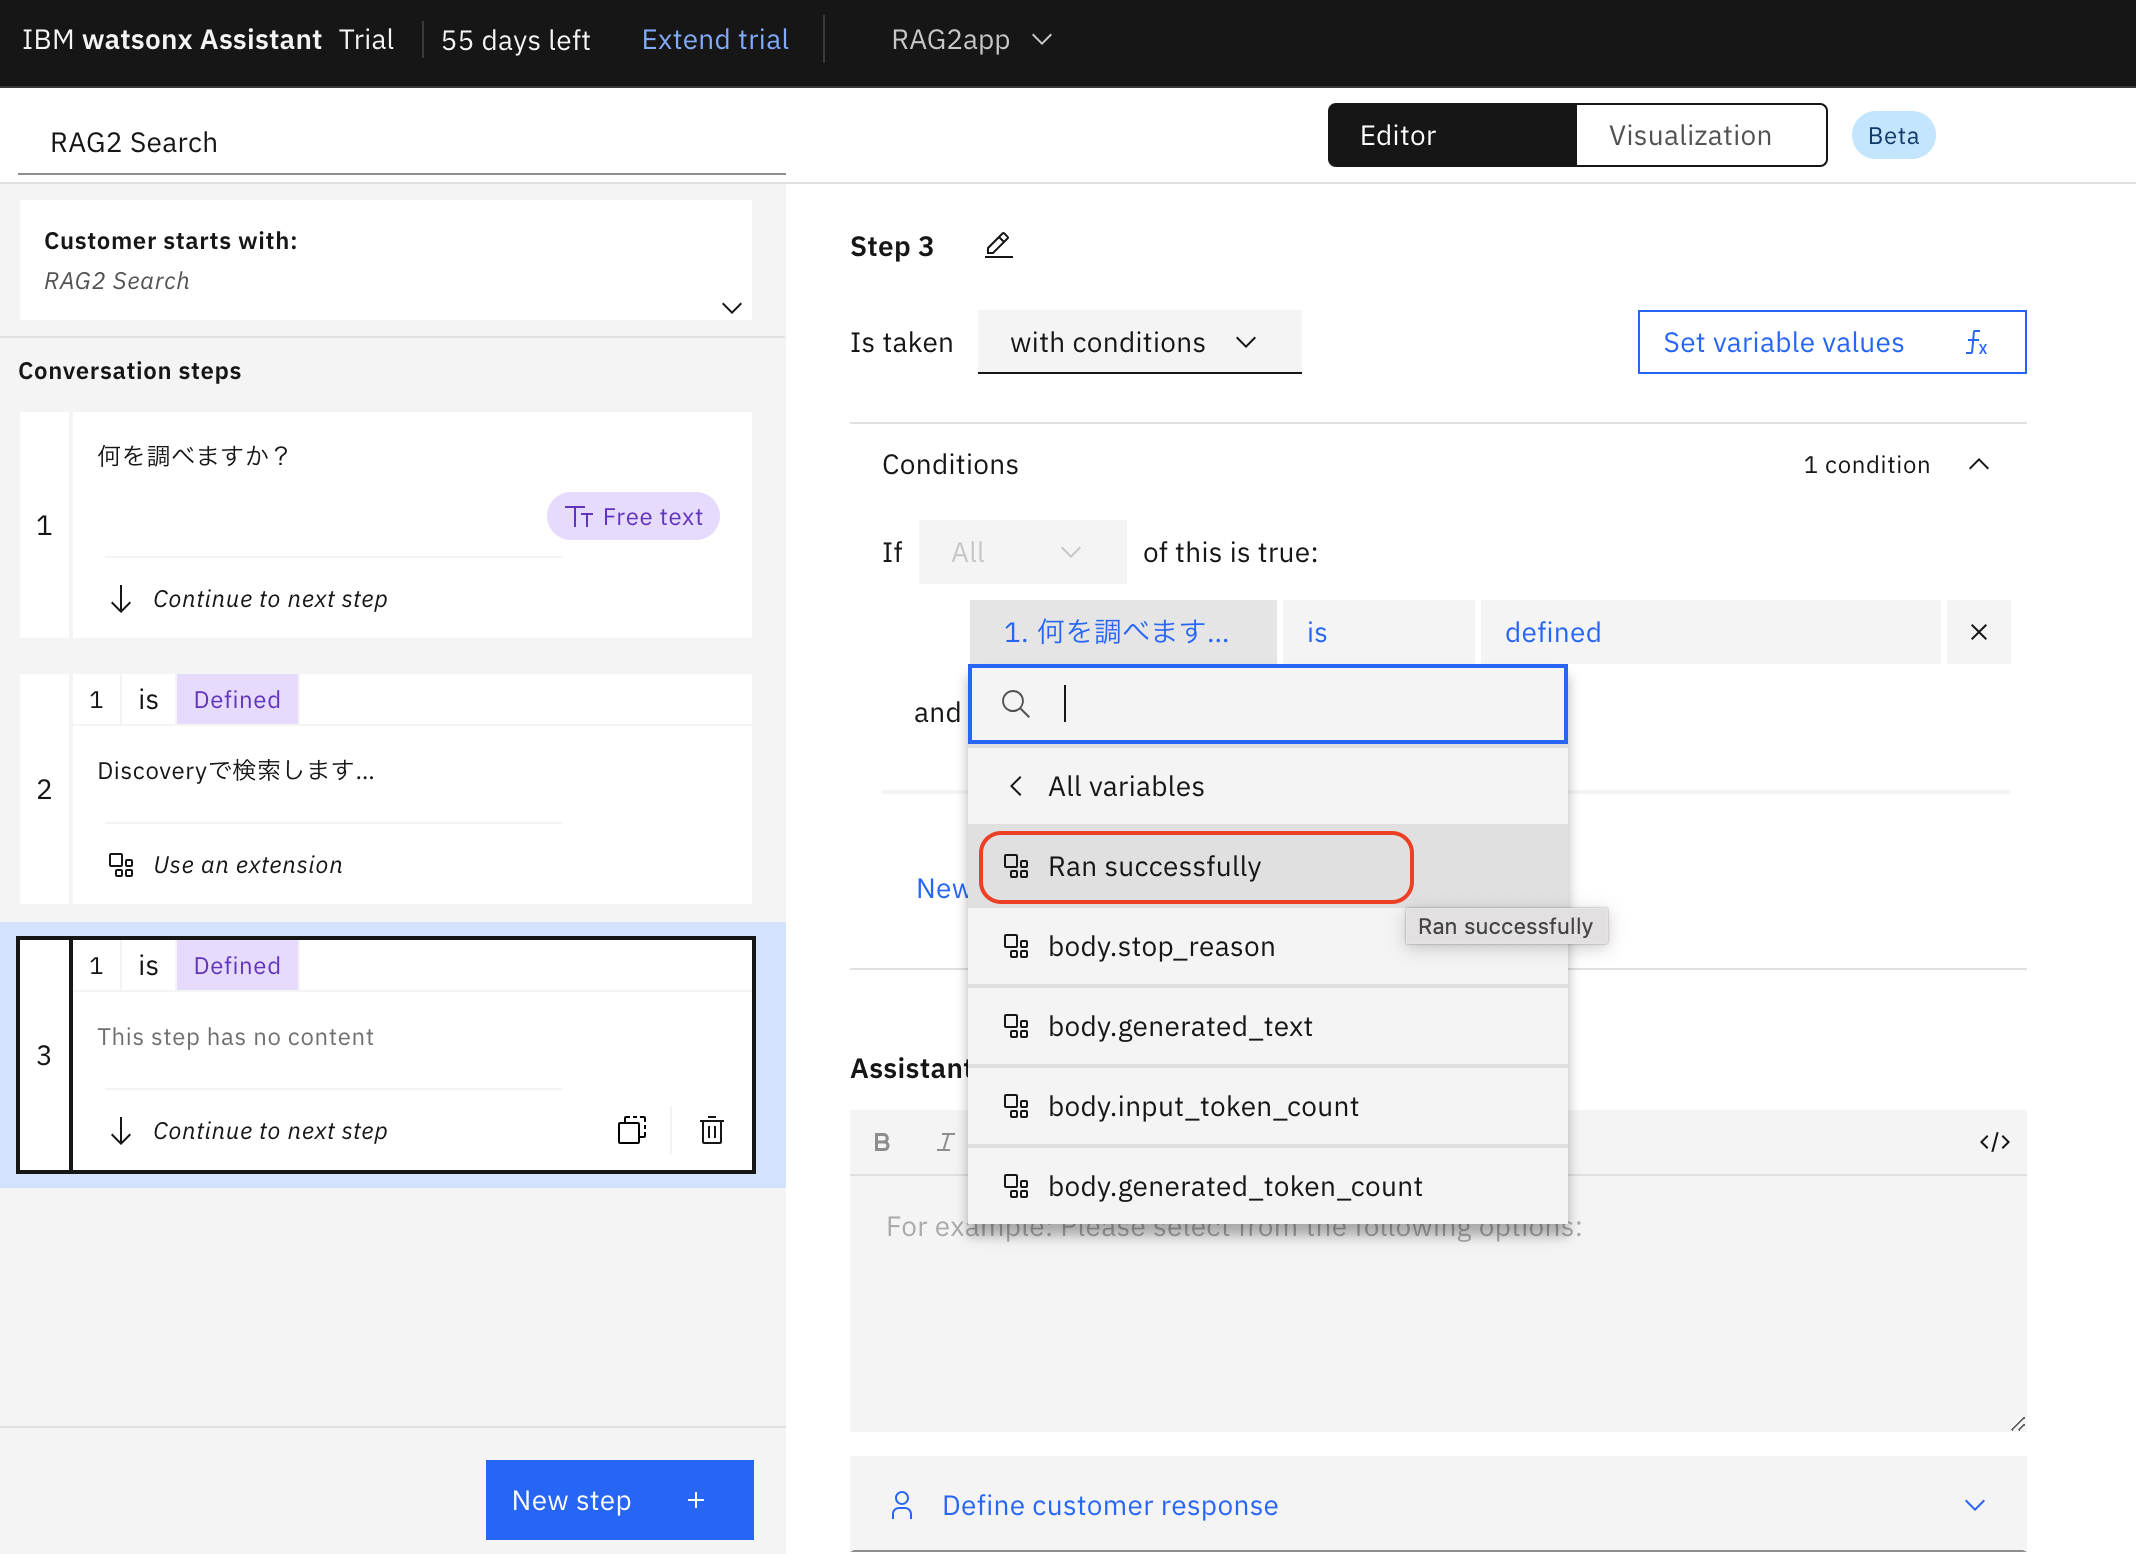 IBM watsonx Assistant Trial
55 days left
Extend trial
RAG2app
RAG2 Search
Editor
Visualization
Beta
Customer starts with:
RAG2 Search
Conversation steps
1
何を調べますか？
Free text
Continue to next step
2
1 is Defined
Discoveryで検索します...
Use an extension
3
1 is Defined
This step has no content
Continue to next step
New step +
Step 3
Is taken
with conditions
Set variable values fx
Conditions
1 condition
If All of this is true:
1. 何を調べます... is defined
and
All variables
Ran successfully
New
Ran successfully
body.stop_reason
body.generated_text
body.input_token_count
body.generated_token_count
Assistant
B I </>
For example: Please select from the following options:
Define customer response